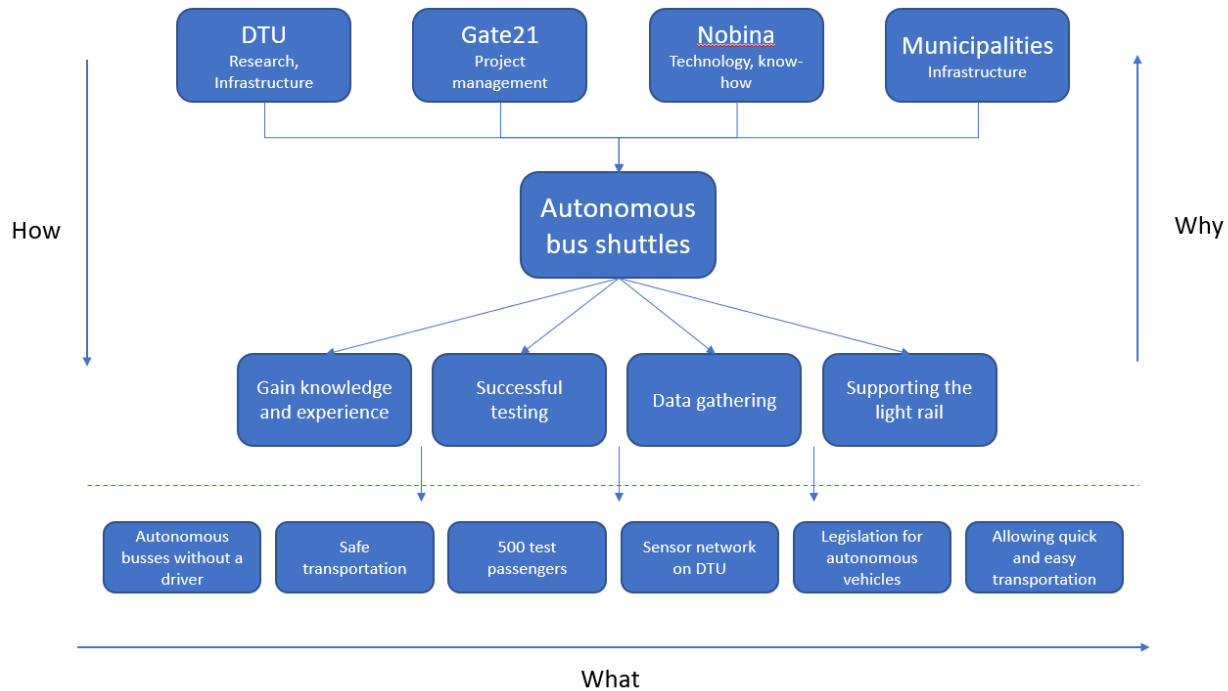 DTU
Research,
Infrastructure
Gate21
Project
management
Nobina
Technology, know-
how
Municipalities
Infrastructure
Autonomous
bus shuttles
How
Why
Gain knowledge
and experience
Successful
testing
Data gathering
Supporting the
light rail
Autonomous
busses without a
driver
Safe
transportation
500 test
passengers
Sensor network
on DTU
Legislation for
autonomous
vehicles
Allowing quick
and easy
transportation
What